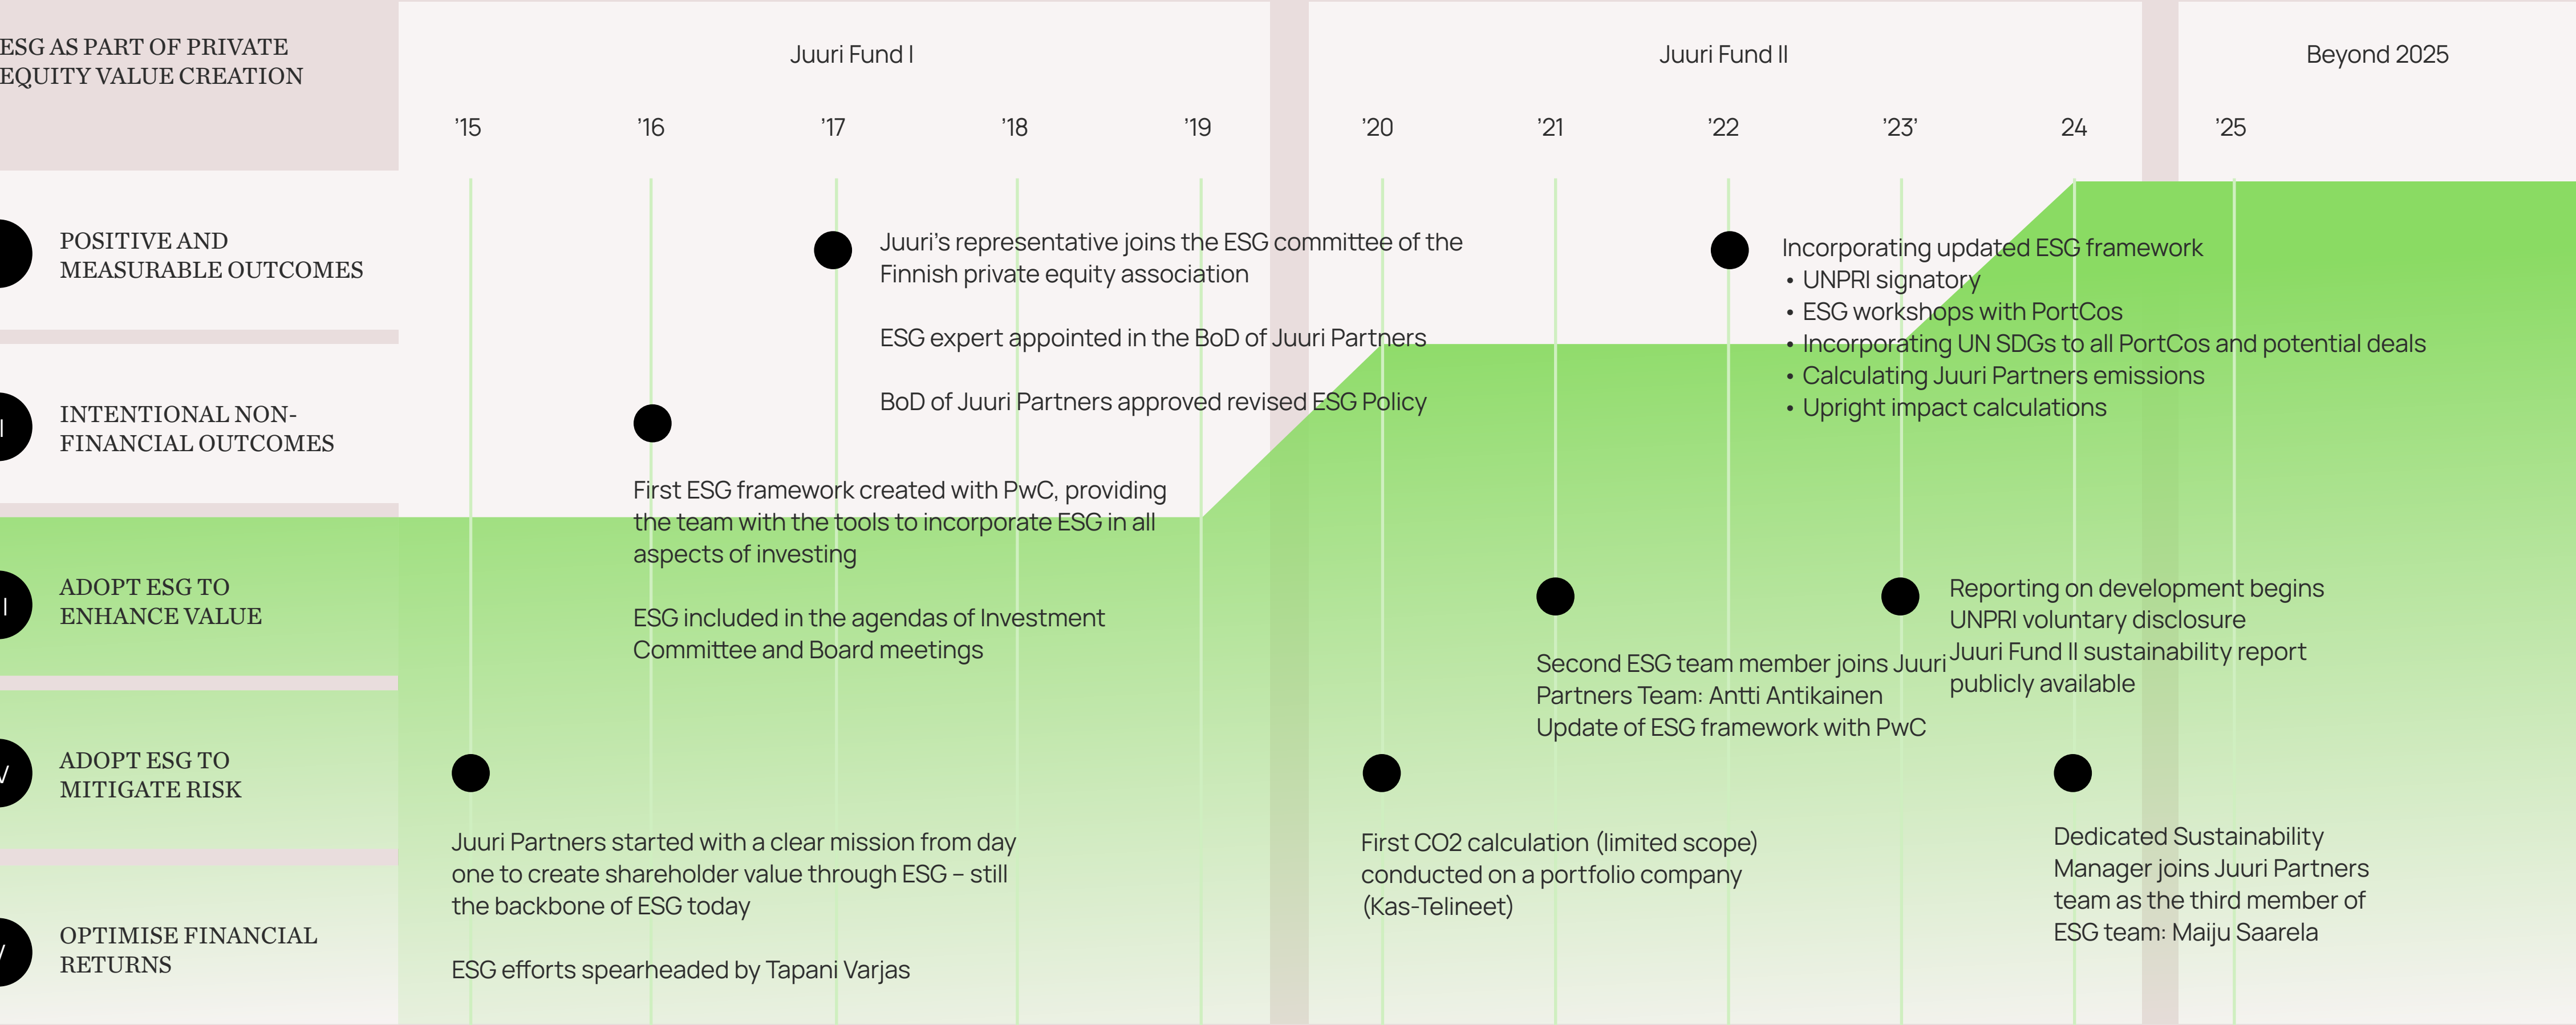 ESG AS PART OF PRIVATE
EQUITY VALUE CREATION
Juuri Fund I
Juuri Fund II
Beyond 2025
’15
’16
’17
’18
’19
’20
’21
’22
’23’
24
’25
POSITIVE AND
MEASURABLE OUTCOMES
INTENTIONAL NON-
FINANCIAL OUTCOMES
ADOPT ESG TO
ENHANCE VALUE
ADOPT ESG TO
MITIGATE RISK
OPTIMISE FINANCIAL
RETURNS
Juuri Partners started with a clear mission from day
one to create shareholder value through ESG – still
the backbone of ESG today
ESG efforts spearheaded by Tapani Varjas
First ESG framework created with PwC, providing
the team with the tools to incorporate ESG in all
aspects of investing
ESG included in the agendas of Investment
Committee and Board meetings
Juuri’s representative joins the ESG committee of the
Finnish private equity association
ESG expert appointed in the BoD of Juuri Partners
BoD of Juuri Partners approved revised ESG Policy
First CO2 calculation (limited scope)
conducted on a portfolio company
(Kas-Telineet)
Second ESG team member joins Juuri
Partners Team: Antti Antikainen
Update of ESG framework with PwC
Incorporating updated ESG framework
• UNPRI signatory
• ESG workshops with PortCos
• Incorporating UN SDGs to all PortCos and potential deals
• Calculating Juuri Partners emissions
• Upright impact calculations
Reporting on development begins
UNPRI voluntary disclosure
Juuri Fund II sustainability report
publicly available
Dedicated Sustainability
Manager joins Juuri Partners
team as the third member of
ESG team: Maiju Saarela